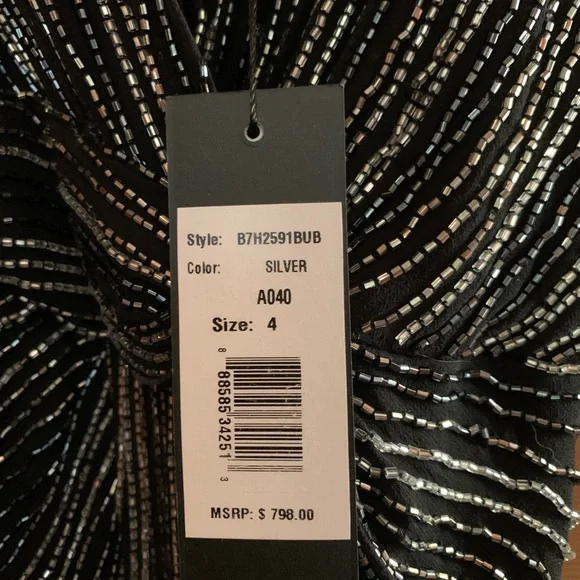 Style: B7H2591BUB
Color: SILVER
A040
Size: 4
8 88585 34251 3
MSRP: $ 798.00